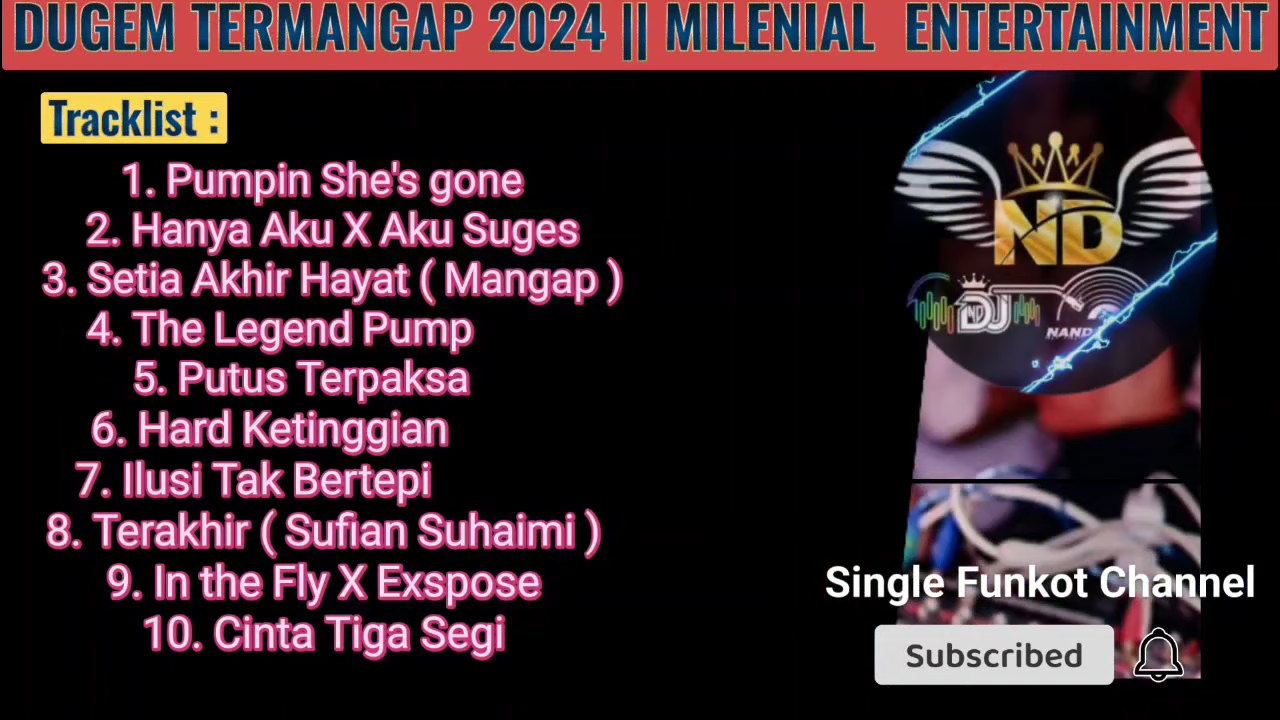 DUGEM TERMANGAP 2024 || MILENIAL ENTERTAINMENT
Tracklist :
1. Pumpin She's gone
2. Hanya Aku X Aku Suges
3. Setia Akhir Hayat ( Mangap )
4. The Legend Pump
5. Putus Terpaksa
6. Hard Ketinggian
7. Ilusi Tak Bertepi
8. Terakhir ( Sufian Suhaimi )
9. In the Fly X Exspose
10. Cinta Tiga Segi
ND
ND DJ
Single Funkot Channel
Subscribed